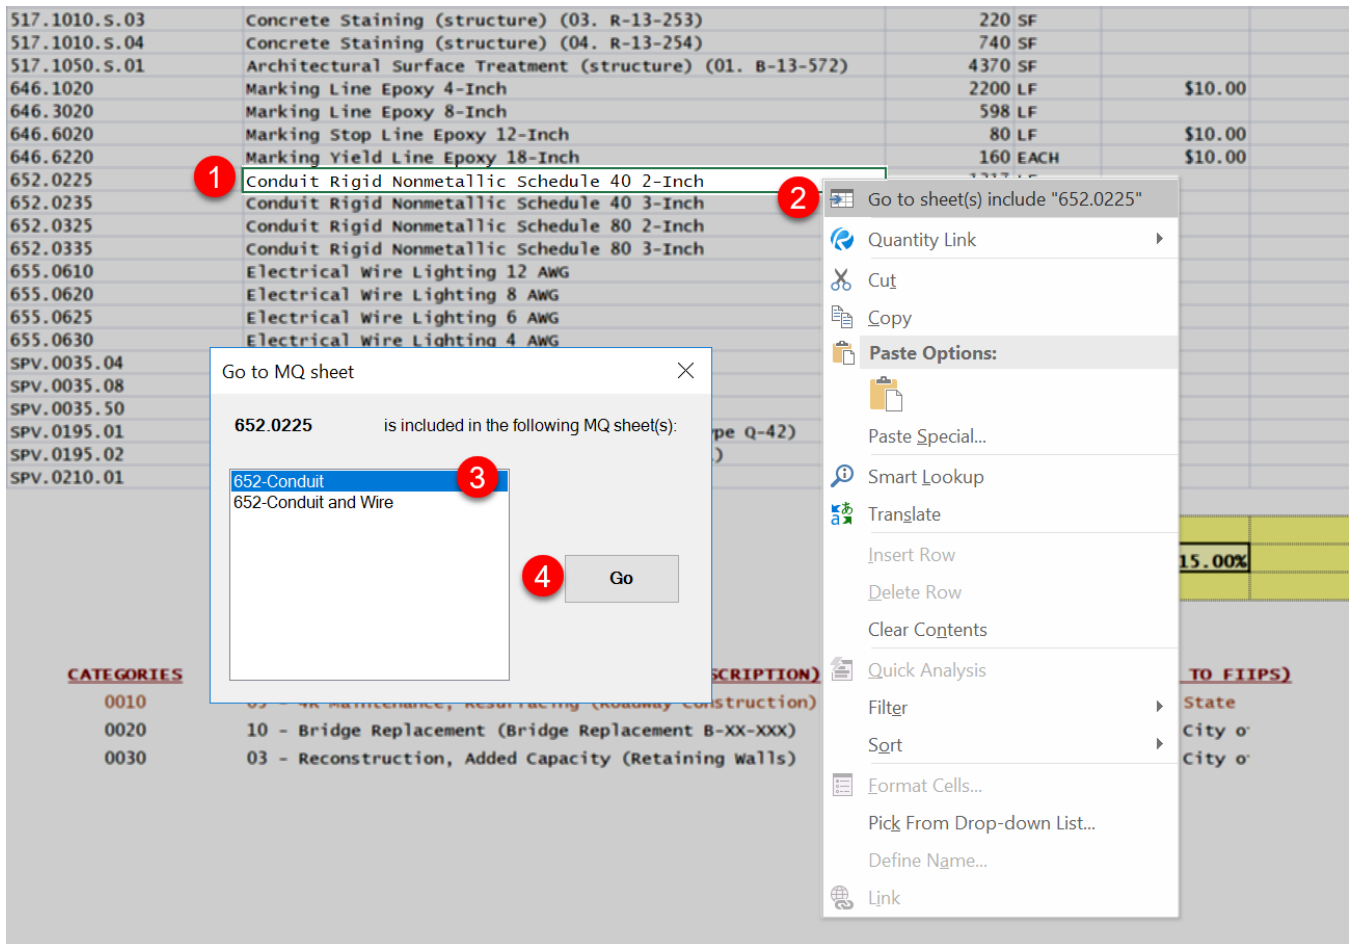 517.1010.S.03 Concrete Staining (structure) (03. R-13-253) 220 SF
517.1010.S.04 Concrete Staining (structure) (04. R-13-254) 740 SF
517.1050.S.01 Architectural Surface Treatment (structure) (01. B-13-572) 4370 SF
646.1020 Marking Line Epoxy 4-Inch 2200 LF $10.00
646.3020 Marking Line Epoxy 8-Inch 598 LF
646.6020 Marking Stop Line Epoxy 12-Inch 80 LF $10.00
646.6220 Marking Yield Line Epoxy 18-Inch 160 EACH $10.00
652.0225 1 Conduit Rigid Nonmetallic Schedule 40 2-Inch
652.0235 Conduit Rigid Nonmetallic Schedule 40 3-Inch
652.0325 Conduit Rigid Nonmetallic Schedule 80 2-Inch
652.0335 Conduit Rigid Nonmetallic Schedule 80 3-Inch
655.0610 Electrical Wire Lighting 12 AWG
655.0620 Electrical Wire Lighting 8 AWG
655.0625 Electrical Wire Lighting 6 AWG
655.0630 Electrical Wire Lighting 4 AWG
SPV.0035.04
SPV.0035.08
SPV.0035.50
SPV.0195.01 pe Q-42)
SPV.0195.02 )
SPV.0210.01
Go to MQ sheet
652.0225 is included in the following MQ sheet(s):
652-Conduit 3
652-Conduit and Wire
4 Go
2 Go to sheet(s) include "652.0225"
Quantity Link
Cut
Copy
Paste Options:
Paste Special...
Smart Lookup
Translate
Insert Row
Delete Row
Clear Contents
Quick Analysis
Filter
Sort
Format Cells...
Pick From Drop-down List...
Define Name...
Link
15.00%
CATEGORIES SCRIPTION) TO FIIPS)
0010 (Roadway Construction) State
0020 10 - Bridge Replacement (Bridge Replacement B-XX-XXX) City o
0030 03 - Reconstruction, Added Capacity (Retaining Walls) City o